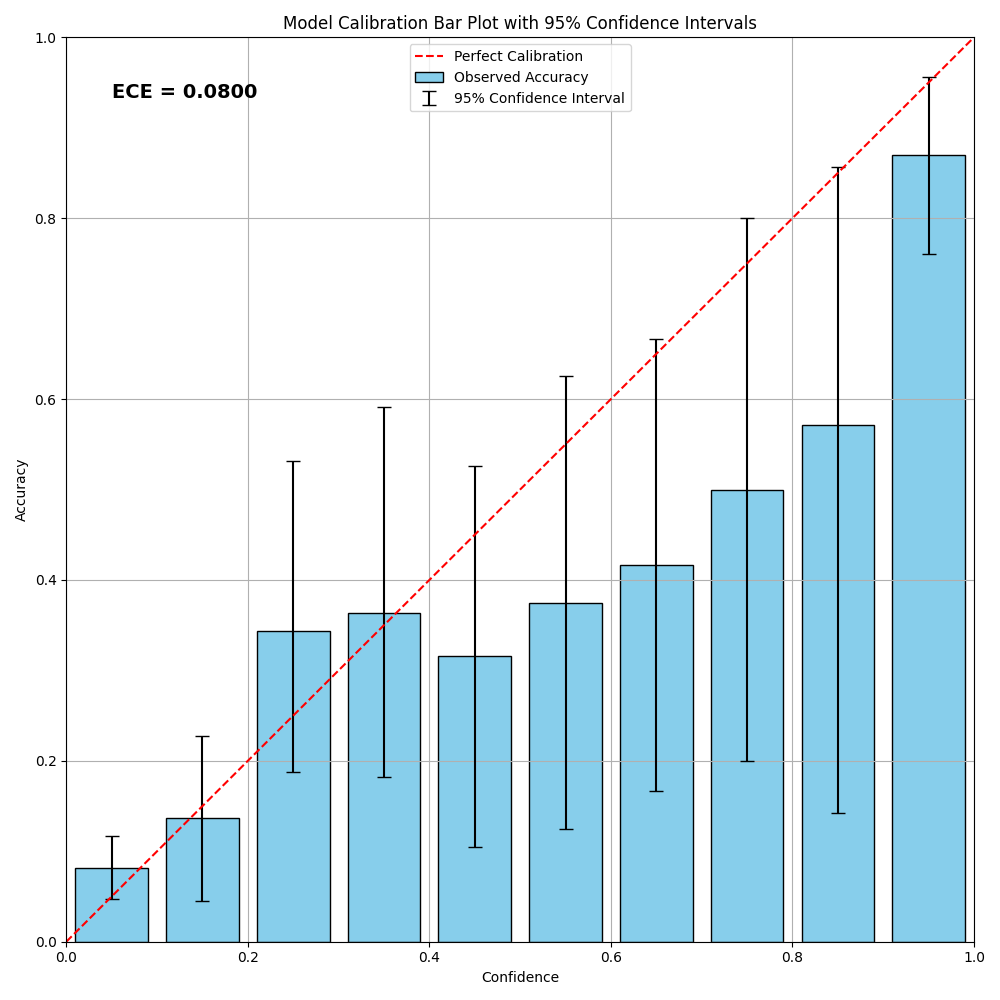 Model Calibration Bar Plot with 95% Confidence Intervals
Perfect Calibration
Observed Accuracy
95% Confidence Interval
ECE = 0.0800
1.0
0.8
0.6
0.4
0.2
0.0
Accuracy
0.0 0.2 0.4 0.6 0.8 1.0
Confidence